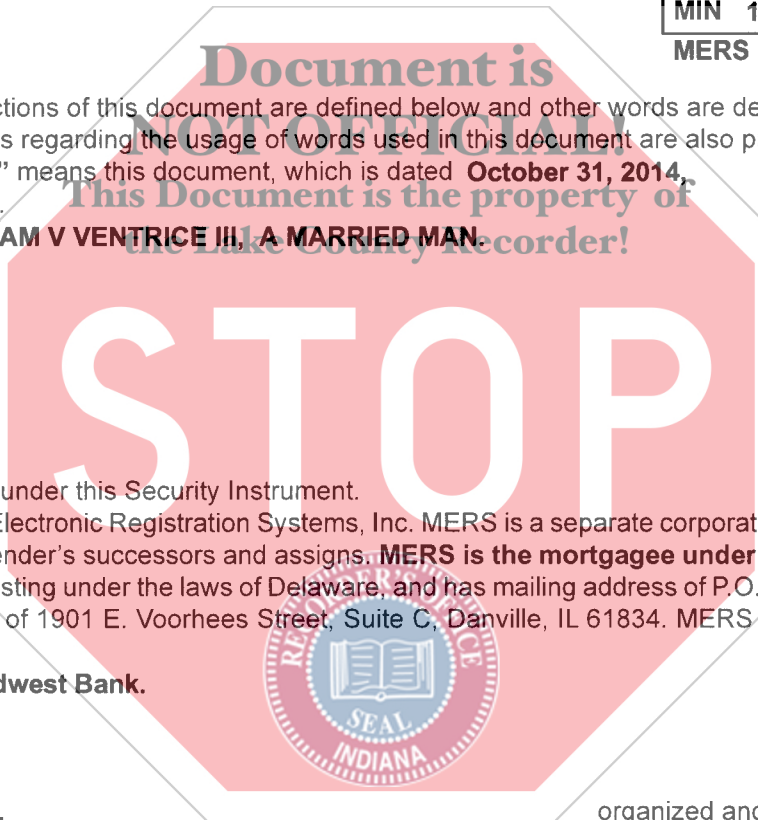 MIN 1
Document is
MERS
ctions of this document are defined below and other words are de
NOT OFFICIAL!
s regarding the usage of words used in this document are also p
” means this document, which is dated October 31, 2014,
This Document is the property of
AM V VENTRICE III, A MARRIED MAN.
the Lake County Recorder!
STOP
under this Security Instrument.
Electronic Registration Systems, Inc. MERS is a separate corporat
ender’s successors and assigns. MERS is the mortgagee under
sting under the laws of Delaware, and has mailing address of P.O.
of 1901 E. Voorhees Street, Suite C, Danville, IL 61834. MERS
dwest Bank.
RECORDER'S OFFICE
SEAL
INDIANA
organized and